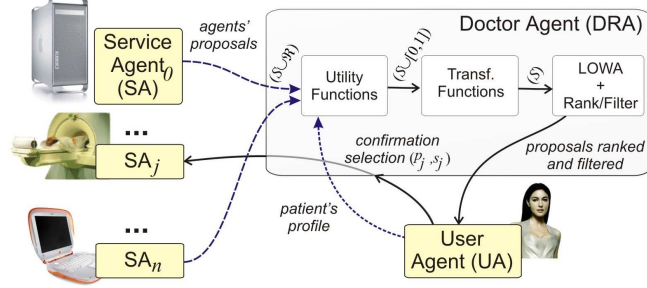 agents'
proposals
Doctor Agent (DRA)
Service
Agent0
(SA)
(S∪ℜ)
Utility
Functions
(S∪[0,1])
Transf.
Functions
(S)
LOWA
+
Rank/Filter
...
SAj
confirmation
selection (pj ,sj)
proposals ranked
and filtered
...
SAn
patient's
profile
User
Agent (UA)